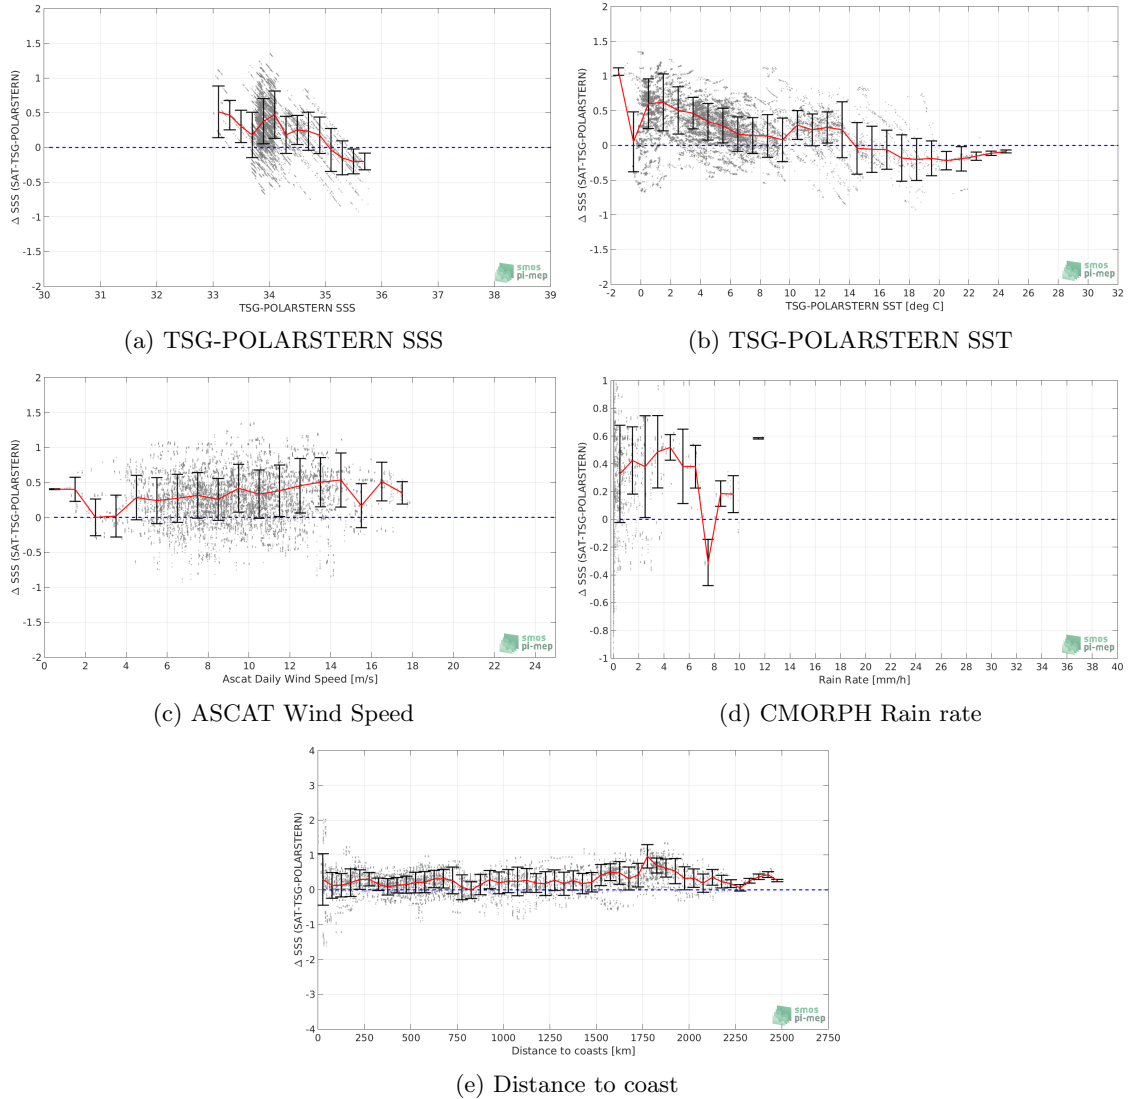 2
1.5
1
0.5
0
-0.5
-1
-1.5
-2
Δ SSS (SAT-TSG-POLARSTERN)
30 31 32 33 34 35 36 37 38 39
TSG-POLARSTERN SSS
smos
pi-mep
(a) TSG-POLARSTERN SSS
2
1.5
1
0.5
0
-0.5
-1
-1.5
-2
Δ SSS (SAT-TSG-POLARSTERN)
-2 0 2 4 6 8 10 12 14 16 18 20 22 24 26 28 30 32
TSG-POLARSTERN SST [deg C]
smos
pi-mep
(b) TSG-POLARSTERN SST
2
1.5
1
0.5
0
-0.5
-1
-1.5
-2
Δ SSS (SAT-TSG-POLARSTERN)
0 2 4 6 8 10 12 14 16 18 20 22 24
Ascat Daily Wind Speed [m/s]
smos
pi-mep
(c) ASCAT Wind Speed
1
0.8
0.6
0.4
0.2
0
-0.2
-0.4
-0.6
-0.8
-1
Δ SSS (SAT-TSG-POLARSTERN)
0 2 4 6 8 10 12 14 16 18 20 22 24 26 28 30 32 34 36 38 40
Rain Rate [mm/h]
smos
pi-mep
(d) CMORPH Rain rate
4
3
2
1
0
-1
-2
-3
-4
Δ SSS (SAT-TSG-POLARSTERN)
0 250 500 750 1000 1250 1500 1750 2000 2250 2500 2750
Distance to coasts [km]
smos
pi-mep
(e) Distance to coast